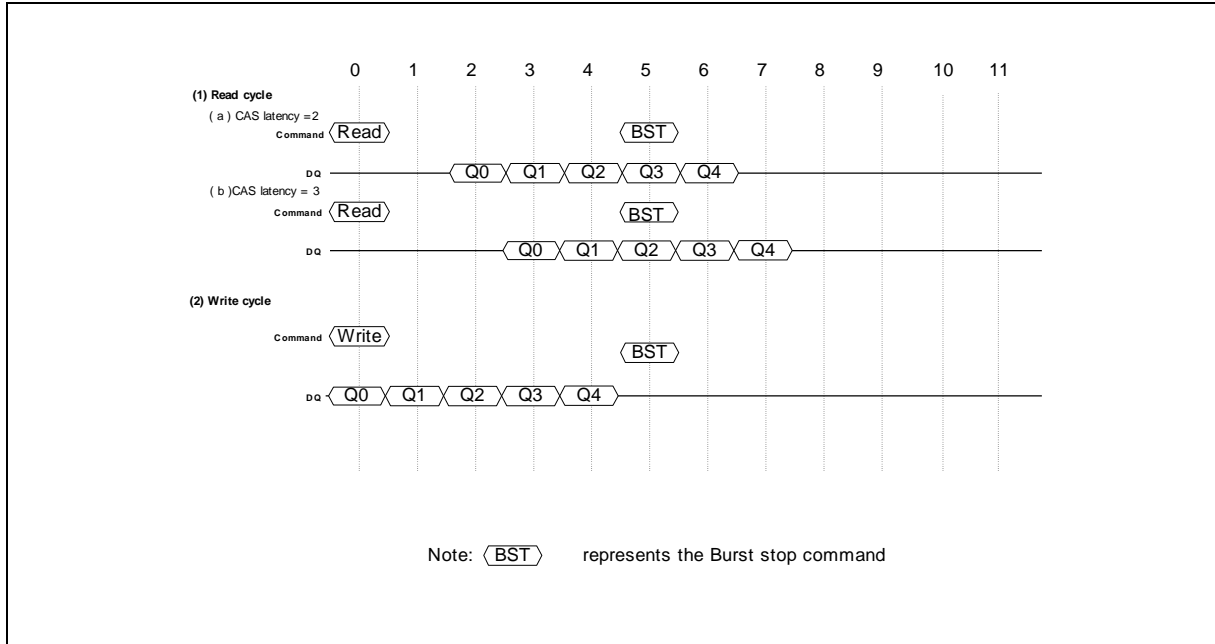 0 1 2 3 4 5 6 7 8 9 10 11
(1) Read cycle
( a ) CAS latency =2
Command Read BST
DQ Q0 Q1 Q2 Q3 Q4
( b )CAS latency = 3
Command Read BST
DQ Q0 Q1 Q2 Q3 Q4
(2) Write cycle
Command Write
BST
DQ Q0 Q1 Q2 Q3 Q4
Note: BST represents the Burst stop command